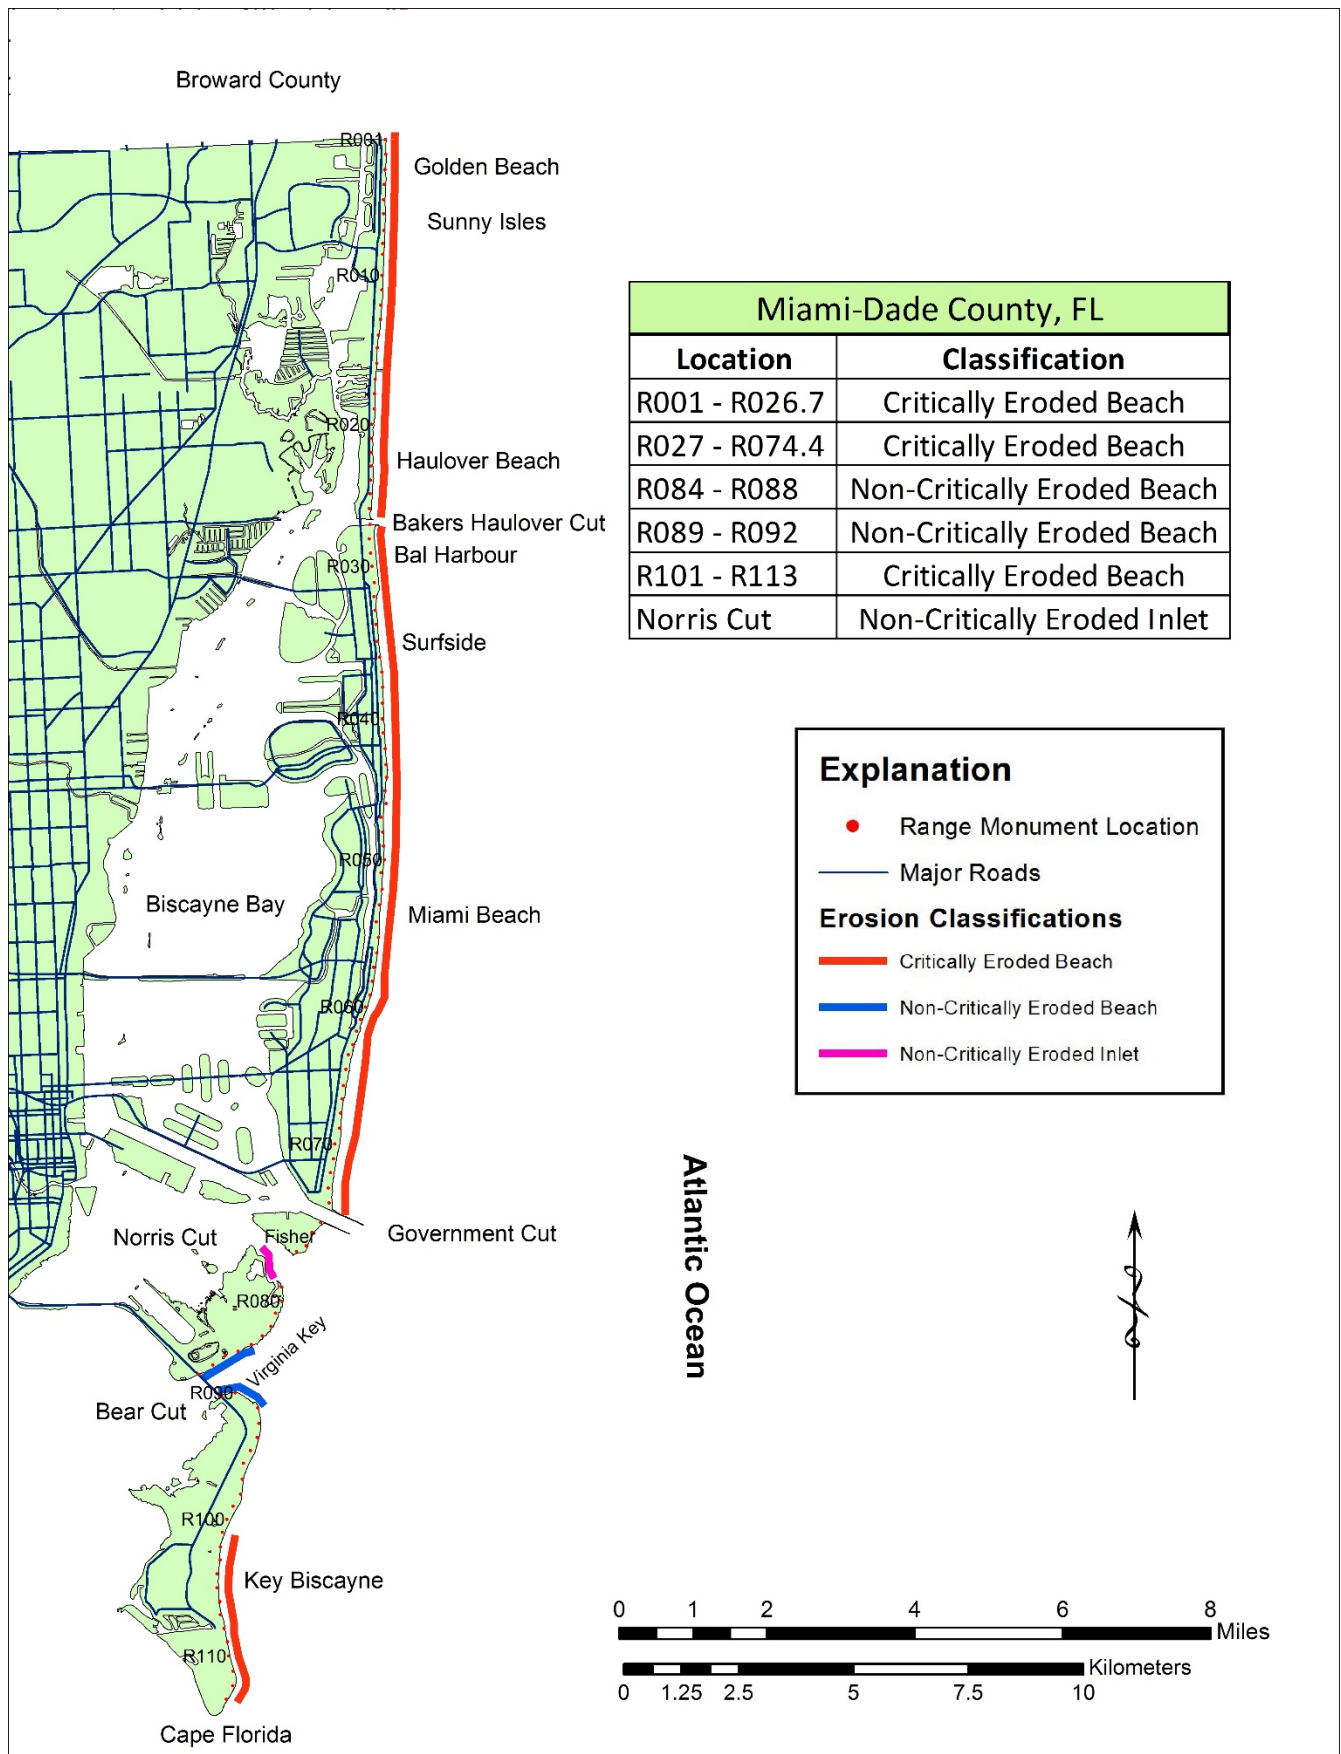 Broward County
R001
Golden Beach
Sunny Isles
R010
R020
Haulover Beach
Bakers Haulover Cut
Bal Harbour
R030
Surfside
R040
R050
Biscayne Bay
Miami Beach
R060
R070
Government Cut
Norris Cut
Fisher
R080
Virginia Key
R090
Bear Cut
R100
Key Biscayne
R110
Cape Florida
Atlantic Ocean
Miami-Dade County, FL
Location Classification
R001 - R026.7 Critically Eroded Beach
R027 - R074.4 Critically Eroded Beach
R084 - R088 Non-Critically Eroded Beach
R089 - R092 Non-Critically Eroded Beach
R101 - R113 Critically Eroded Beach
Norris Cut Non-Critically Eroded Inlet
Explanation
Range Monument Location
Major Roads
Erosion Classifications
Critically Eroded Beach
Non-Critically Eroded Beach
Non-Critically Eroded Inlet
0 1 2 4 6 8
Miles
Kilometers
0 1.25 2.5 5 7.5 10